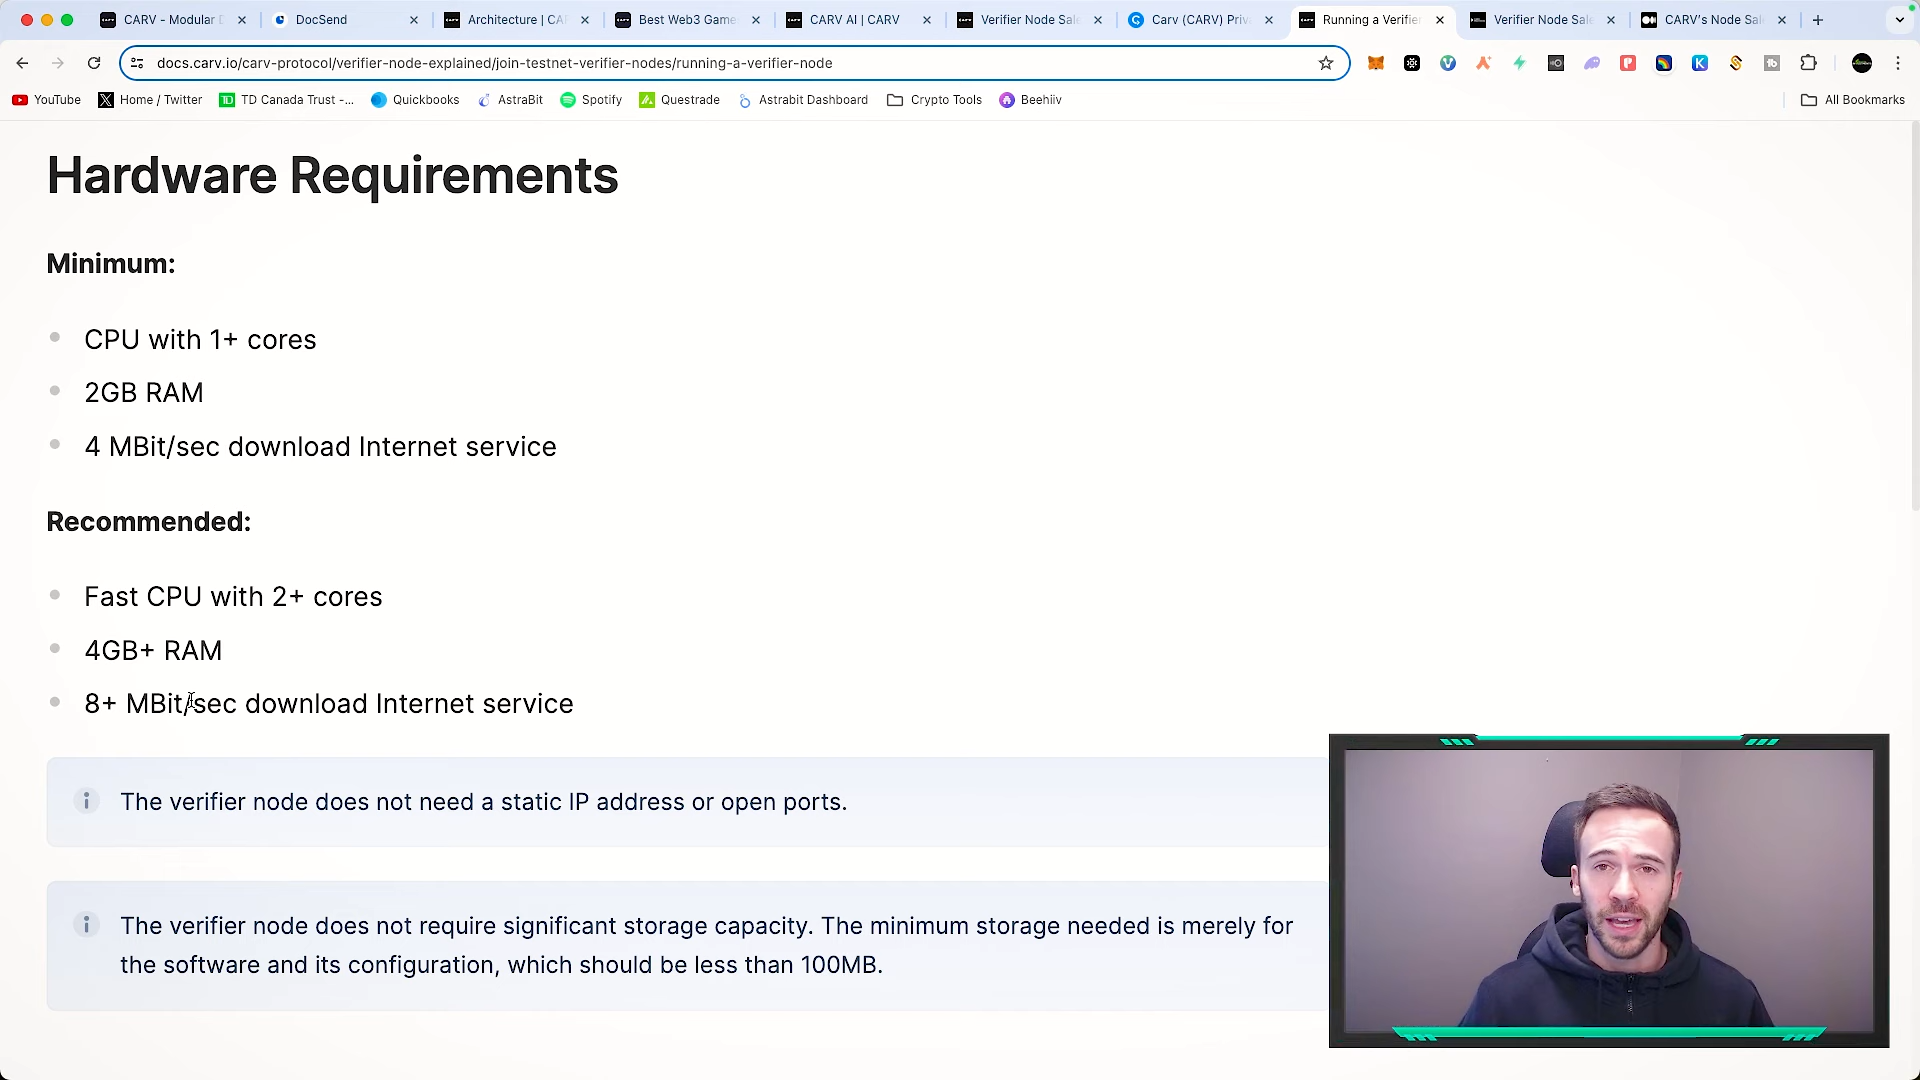 CARV - Modular D
DocSend
Architecture | CA
Best Web3 Game
CARV AI | CARV
Verifier Node Sal
Carv (CARV) Priv
Running a Verifie
Verifier Node Sal
CARV's Node Sal
docs.carv.io/carv-protocol/verifier-node-explained/join-testnet-verifier-nodes/running-a-verifier-node
YouTube
Home / Twitter
TD Canada Trust -...
Quickbooks
AstraBit
Spotify
Questrade
Astrabit Dashboard
Crypto Tools
Beehiiv
All Bookmarks
Hardware Requirements
Minimum:
CPU with 1+ cores
2GB RAM
4 MBit/sec download Internet service
Recommended:
Fast CPU with 2+ cores
4GB+ RAM
8+ MBit/sec download Internet service
The verifier node does not need a static IP address or open ports.
The verifier node does not require significant storage capacity. The minimum storage needed is merely for
the software and its configuration, which should be less than 100MB.